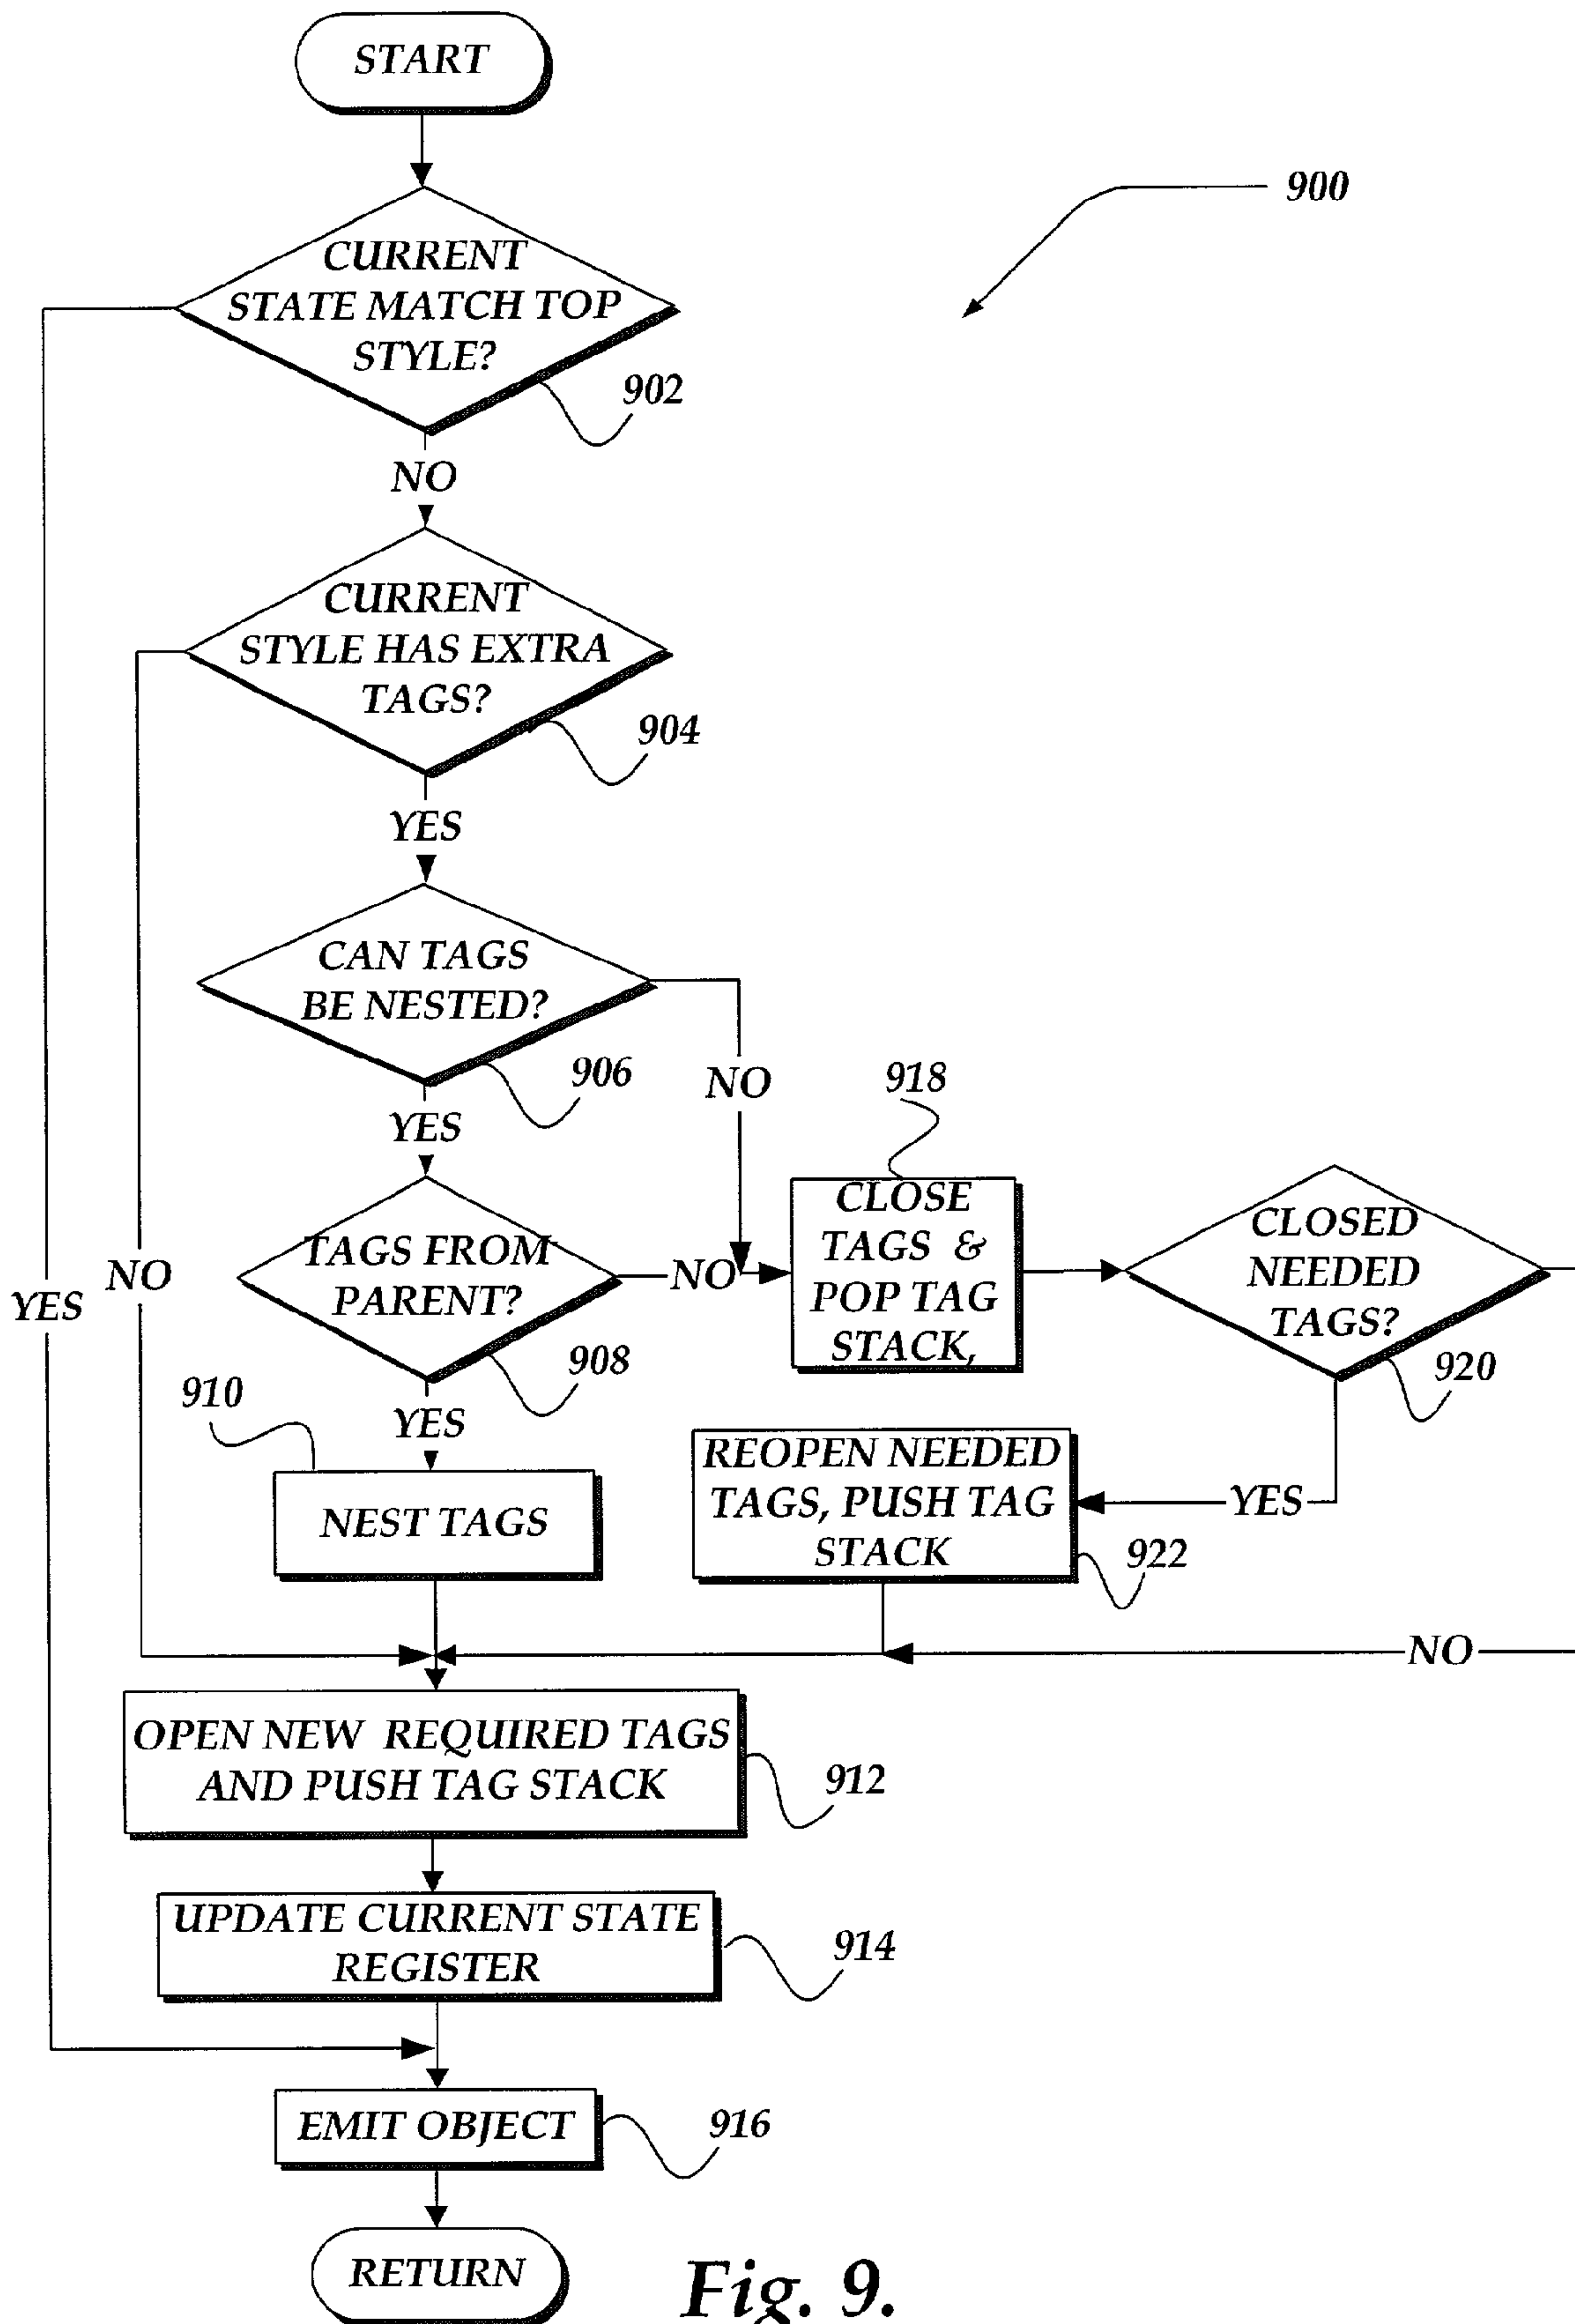 START
900
CURRENT
STATE MATCH TOP
STYLE?
902
NO
CURRENT
STYLE HAS EXTRA
TAGS?
904
YES
CAN TAGS
BE NESTED?
906
NO
918
YES
CLOSE
TAGS & 
POP TAG
STACK,
CLOSED
NEEDED
TAGS?
920
TAGS FROM
PARENT?
908
NO
NO
YES
910
YES
NEST TAGS
REOPEN NEEDED
TAGS, PUSH TAG
STACK
922
YES
NO
OPEN NEW REQUIRED TAGS
AND PUSH TAG STACK
912
UPDATE CURRENT STATE
REGISTER
914
EMIT OBJECT
916
RETURN
Fig. 9.